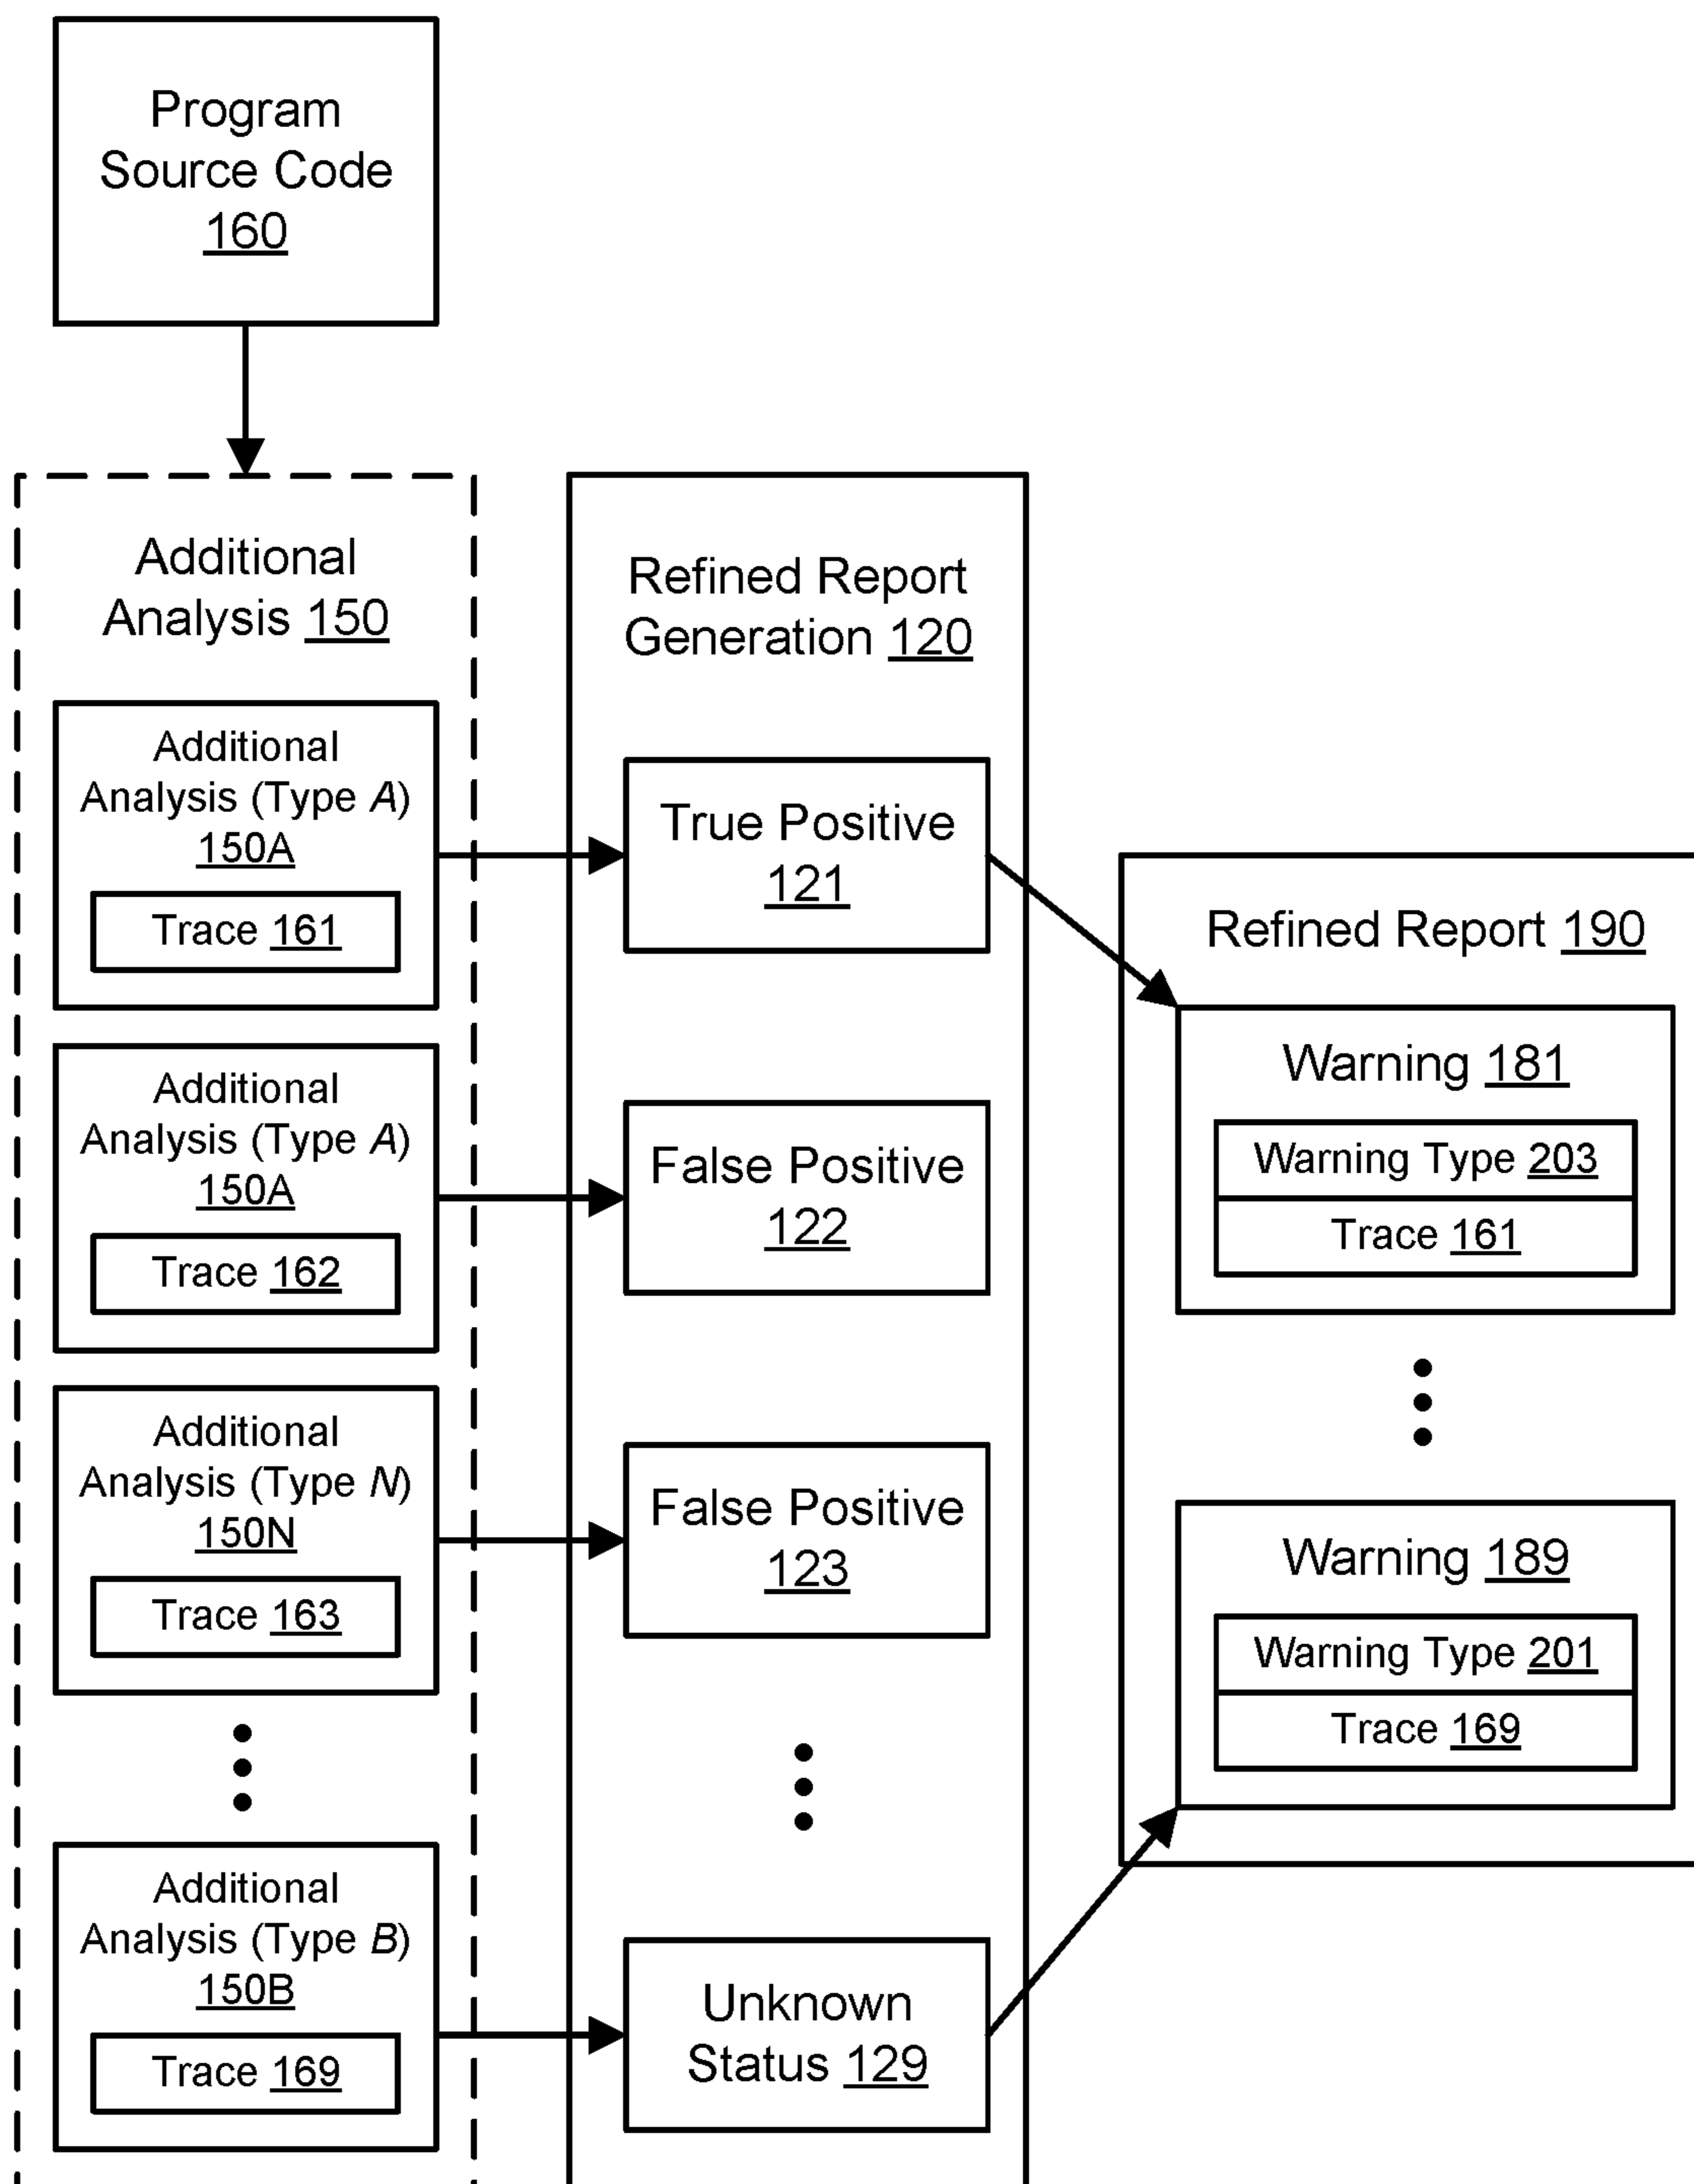 Program
Source Code
160
Additional
Analysis 150
Additional
Analysis (Type A)
150A
Trace 161
Additional
Analysis (Type A)
150A
Trace 162
Additional
Analysis (Type N)
150N
Trace 163
Additional
Analysis (Type B)
150B
Trace 169
Refined Report
Generation 120
True Positive
121
False Positive
122
False Positive
123
Unknown
Status 129
Refined Report 190
Warning 181
Warning Type 203
Trace 161
Warning 189
Warning Type 201
Trace 169